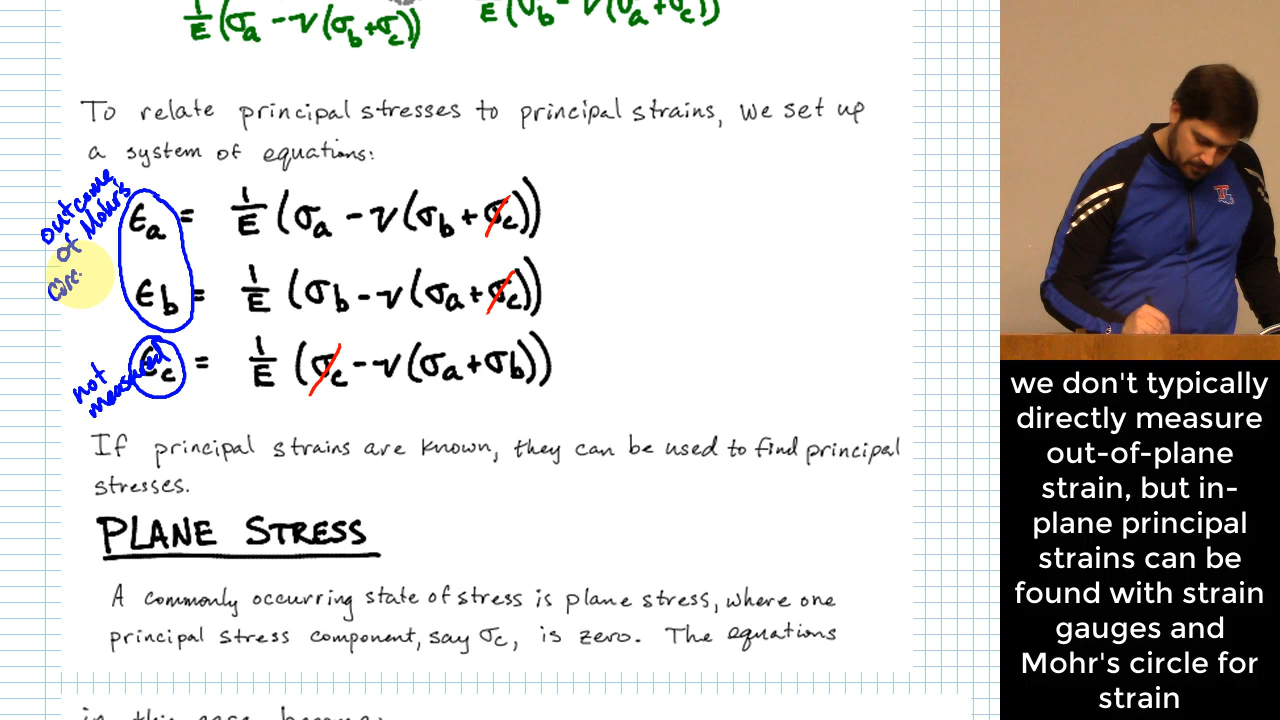 1/E (σa − ν(σb+σc)) 1/E (σb − ν(σa+σc))
To relate principal stresses to principal strains, we set up
a system of equations:
outcome
of Mohr's
Circ.
ϵa = 1/E (σa − ν(σb + σc))
ϵb = 1/E (σb − ν(σa + σc))
not
measured
ϵc = 1/E (σc − ν(σa + σb))
If principal strains are known, they can be used to find principal
stresses.
PLANE STRESS
A commonly occurring state of stress is plane stress, where one
principal stress component, say σc, is zero. The equations
in this case become:
we don't typically
directly measure
out-of-plane
strain, but in-
plane principal
strains can be
found with strain
gauges and
Mohr's circle for
strain